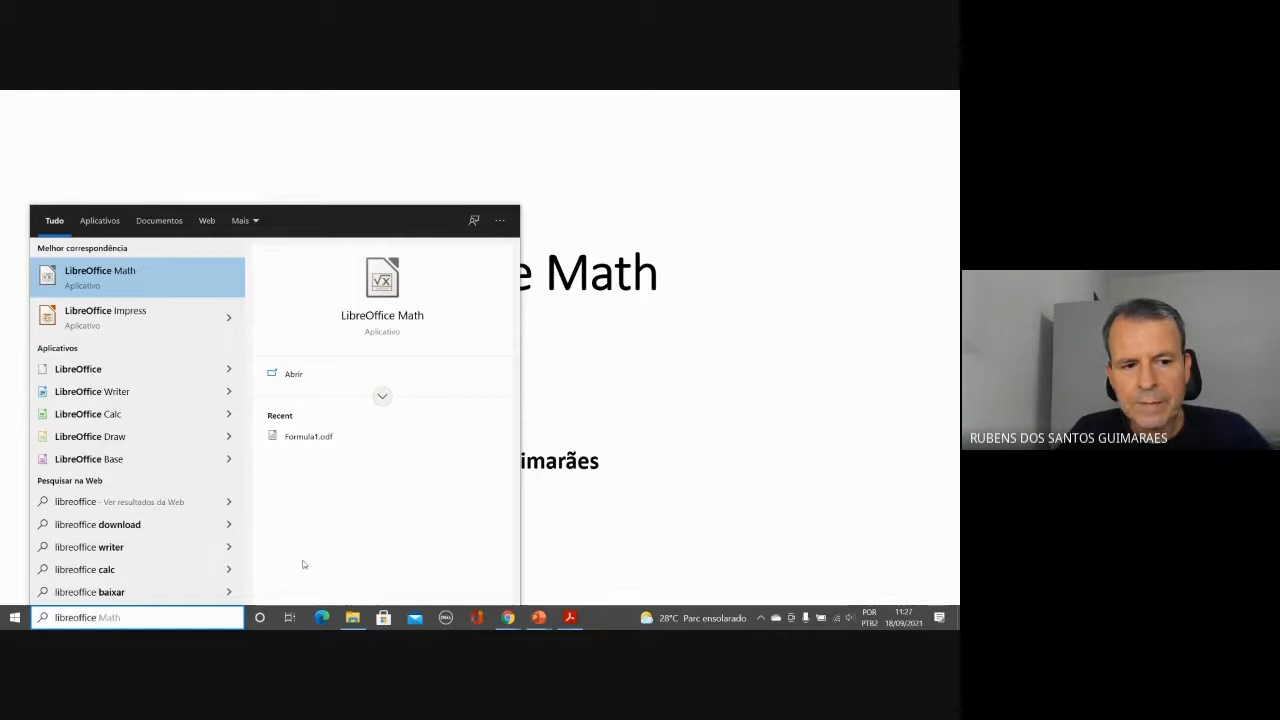 Tudo Aplicativos Documentos Web Mais ...
Melhor correspondência
LibreOffice Math
Aplicativo
LibreOffice Impress
Aplicativo
Aplicativos
LibreOffice
LibreOffice Writer
LibreOffice Calc
LibreOffice Draw
LibreOffice Base
Pesquisar na Web
libreoffice - Ver resultados da Web
libreoffice download
libreoffice writer
libreoffice calc
libreoffice baixar
LibreOffice Math
Aplicativo
Abrir
Recent
Formula1.odf
e Math
imarães
RUBENS DOS SANTOS GUIMARAES
libreoffice Math
DELL
28°C Parc ensolarado
POR
PTB2
11:27
18/09/2021